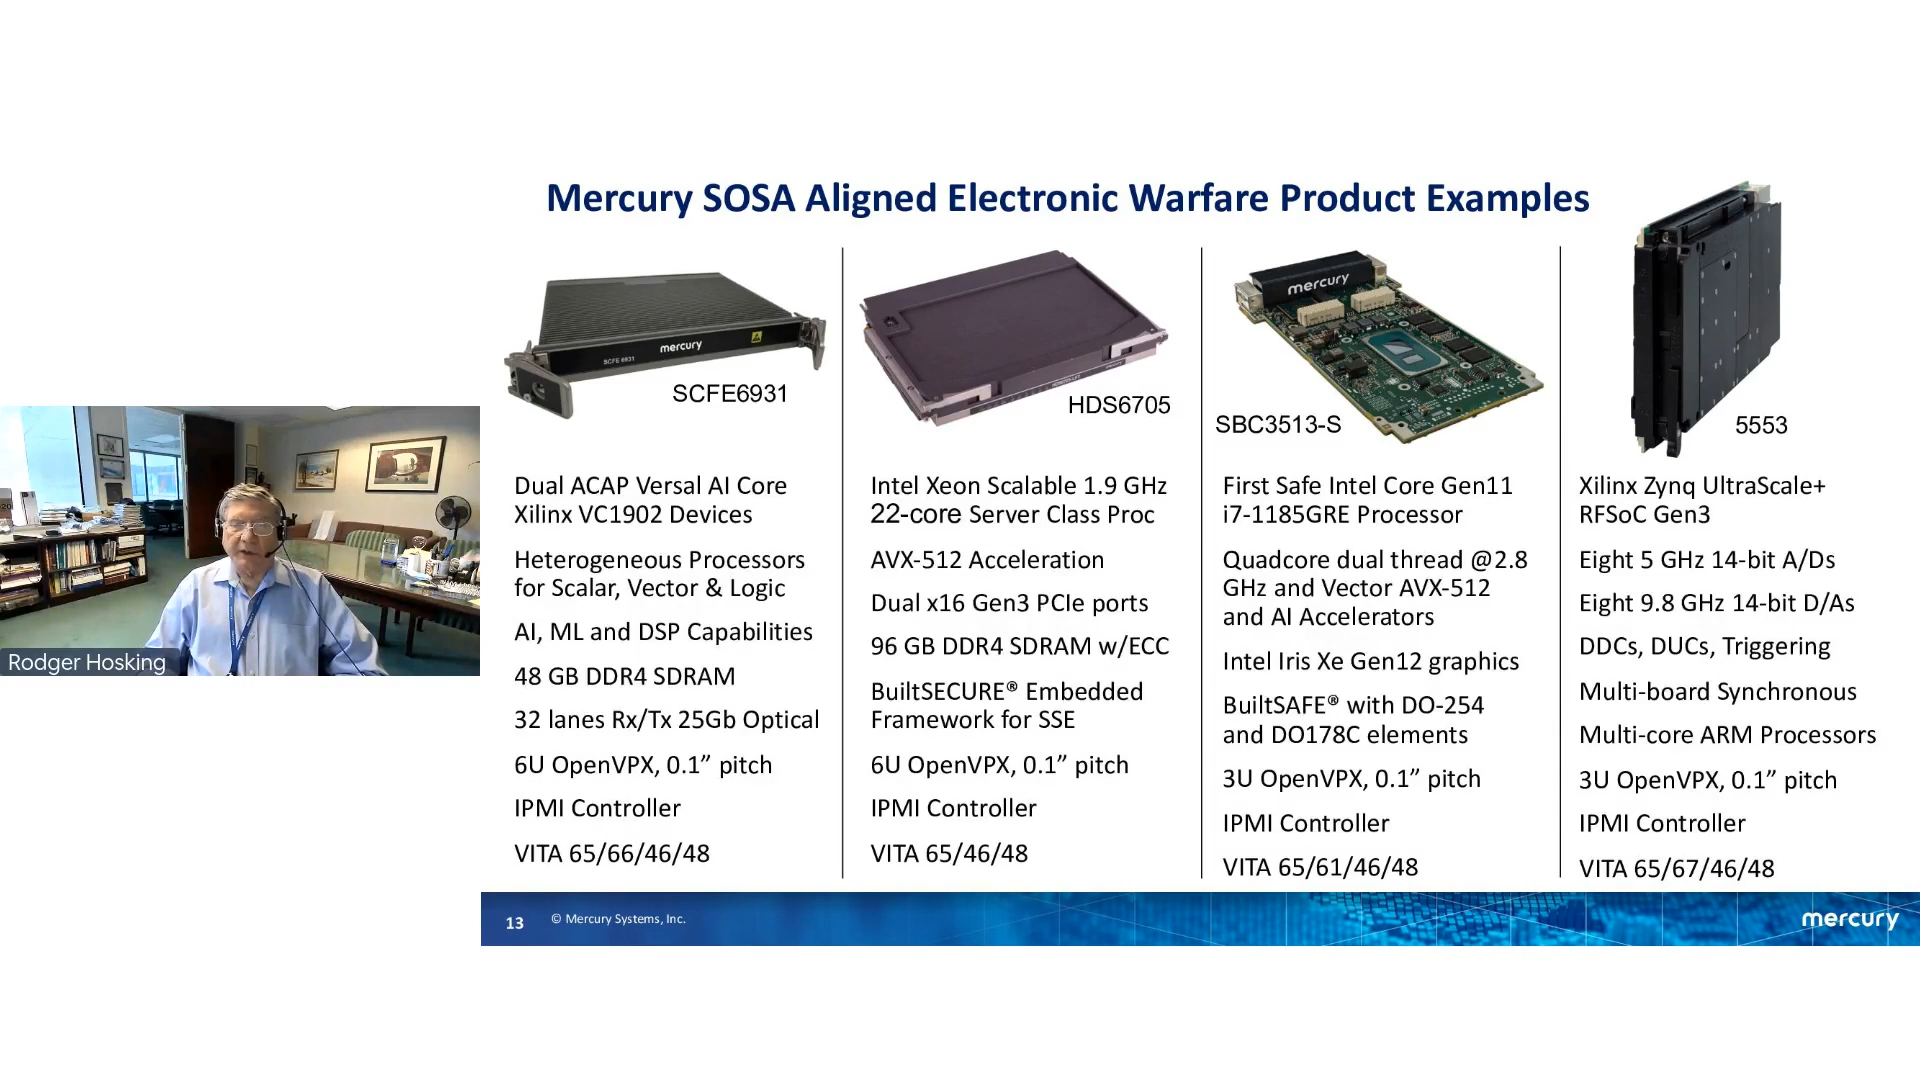 Mercury SOSA Aligned Electronic Warfare Product Examples
mercury
SCFE 6931
SCFE6931
Dual ACAP Versal AI Core
Xilinx VC1902 Devices
Heterogeneous Processors
for Scalar, Vector & Logic
AI, ML and DSP Capabilities
48 GB DDR4 SDRAM
32 lanes Rx/Tx 25Gb Optical
6U OpenVPX, 0.1” pitch
IPMI Controller
VITA 65/66/46/48
HDS6705
Intel Xeon Scalable 1.9 GHz
22-core Server Class Proc
AVX-512 Acceleration
Dual x16 Gen3 PCIe ports
96 GB DDR4 SDRAM w/ECC
BuiltSECURE® Embedded
Framework for SSE
6U OpenVPX, 0.1” pitch
IPMI Controller
VITA 65/46/48
mercury
SBC3513-S
First Safe Intel Core Gen11
i7-1185GRE Processor
Quadcore dual thread @2.8
GHz and Vector AVX-512
and AI Accelerators
Intel Iris Xe Gen12 graphics
BuiltSAFE® with DO-254
and DO178C elements
3U OpenVPX, 0.1” pitch
IPMI Controller
VITA 65/61/46/48
5553
Xilinx Zynq UltraScale+
RFSoC Gen3
Eight 5 GHz 14-bit A/Ds
Eight 9.8 GHz 14-bit D/As
DDCs, DUCs, Triggering
Multi-board Synchronous
Multi-core ARM Processors
3U OpenVPX, 0.1” pitch
IPMI Controller
VITA 65/67/46/48
Rodger Hosking
13
© Mercury Systems, Inc.
mercury